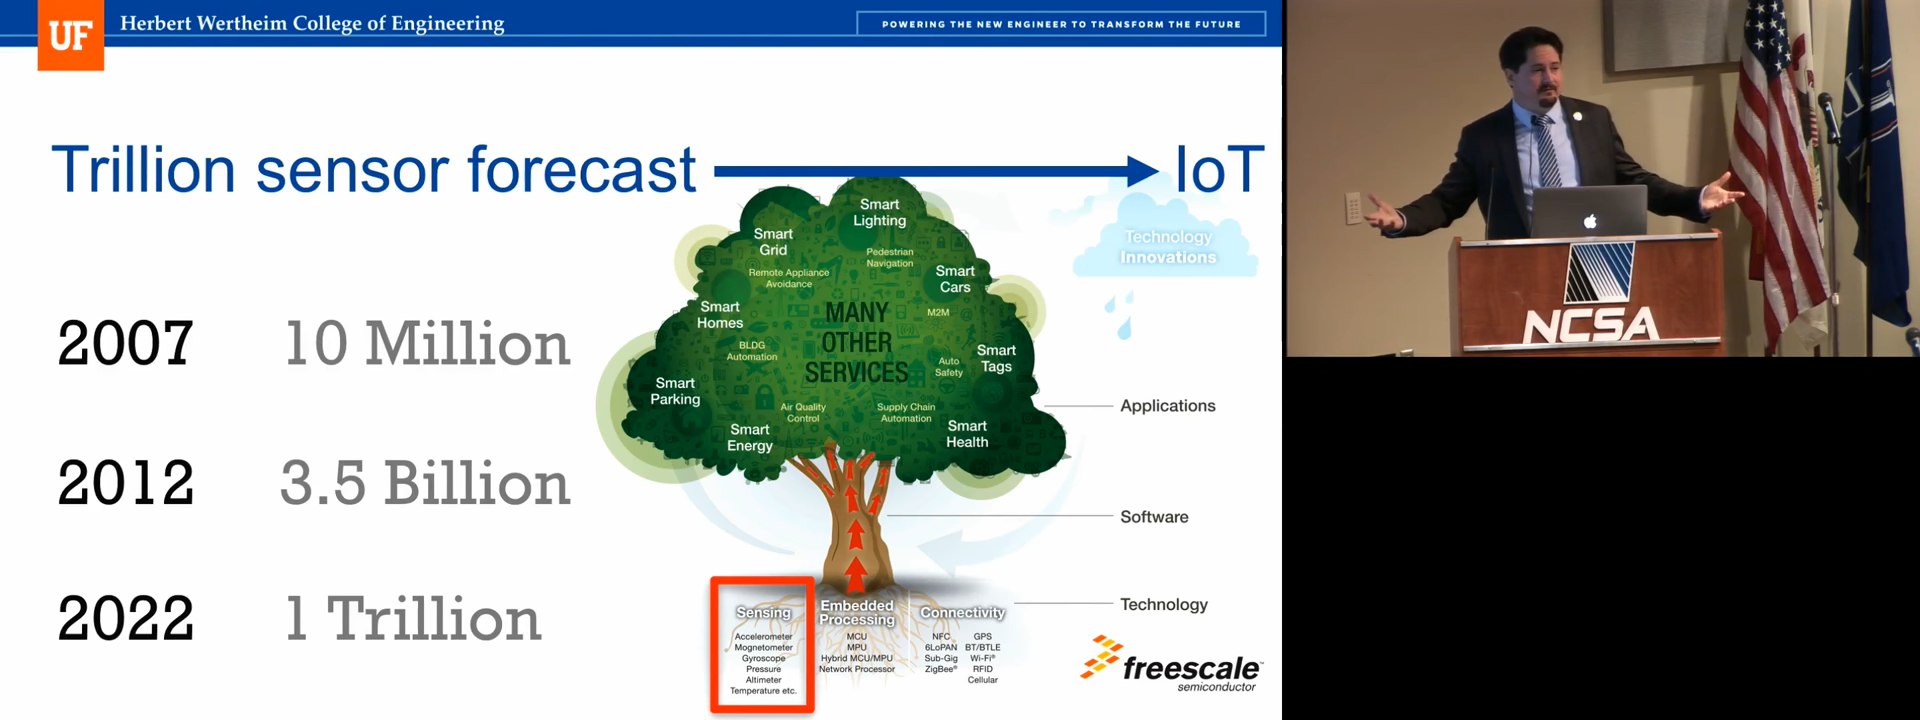 UF
Herbert Wertheim College of Engineering
POWERING THE NEW ENGINEER TO TRANSFORM THE FUTURE
Trillion sensor forecast
IoT
2007 10 Million
2012 3.5 Billion
2022 1 Trillion
Smart
Lighting
Smart
Grid
Pedestrian
Navigation
Remote Appliance
Avoidance
Smart
Cars
Smart
Homes
M2M
MANY
OTHER
SERVICES
BLDG
Automation
Auto
Safety
Smart
Tags
Smart
Parking
Air Quality
Control
Supply Chain
Automation
Smart
Energy
Smart
Health
Technology
Innovations
Applications
Software
Technology
Sensing
Accelerometer
Mognetometer
Gyroscope
Pressure
Altimeter
Temperature etc.
Embedded
Processing
MCU
MPU
Hybrid MCU/MPU
Network Processor
Connectivity
NFC GPS
6LoPAN BT/BTLE
Sub-Gig Wi-Fi®
ZigBee® RFID
Cellular
freescale™
semiconductor
NCSA